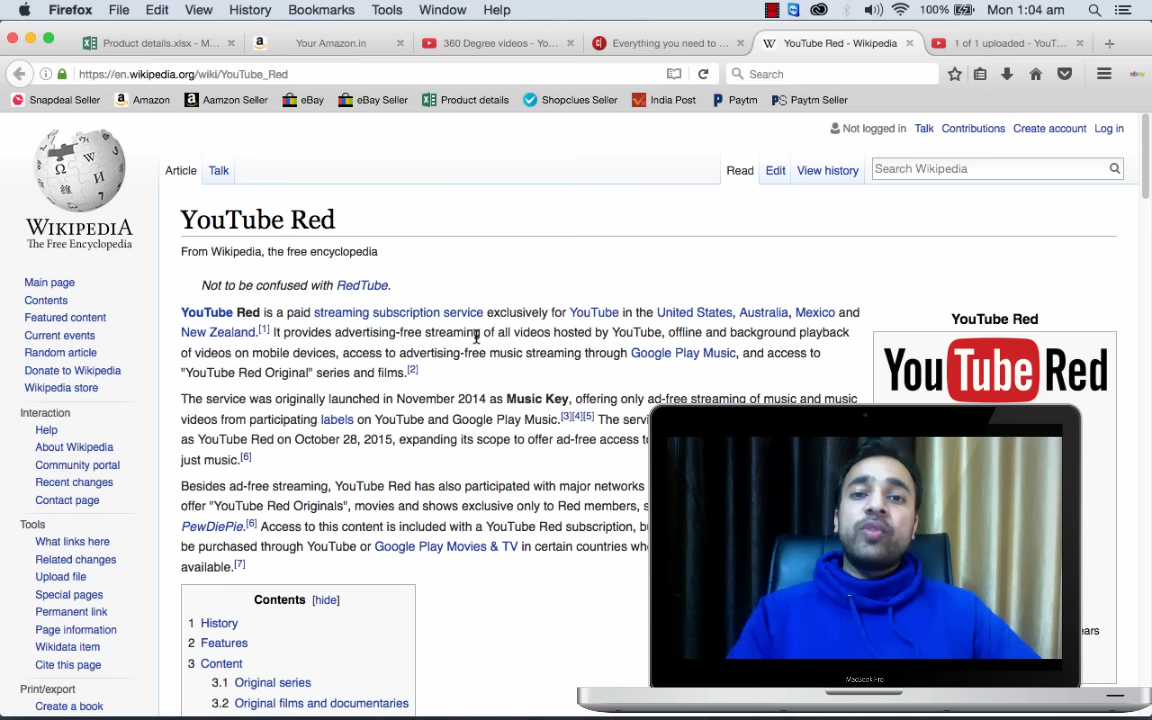 Firefox File Edit View History Bookmarks Tools Window Help 100% Mon 1:04 am
Product details.xlsx - M... Your Amazon.in 360 Degree videos - Yo... Everything you need to ... YouTube Red - Wikipedia 1 of 1 uploaded - YouT...
https://en.wikipedia.org/wiki/YouTube_Red Search ebay
Snapdeal Seller Amazon Aamzon Seller eBay eBay Seller Product details Shopclues Seller India Post Paytm Paytm Seller
Not logged in Talk Contributions Create account Log in
Article Talk Read Edit View history Search Wikipedia
WIKIPEDIA
The Free Encyclopedia
Main page
Contents
Featured content
Current events
Random article
Donate to Wikipedia
Wikipedia store
Interaction
Help
About Wikipedia
Community portal
Recent changes
Contact page
Tools
What links here
Related changes
Upload file
Special pages
Permanent link
Page information
Wikidata item
Cite this page
Print/export
Create a book
YouTube Red
From Wikipedia, the free encyclopedia
Not to be confused with RedTube.
YouTube Red is a paid streaming subscription service exclusively for YouTube in the United States, Australia, Mexico and
New Zealand.[1] It provides advertising-free streaming of all videos hosted by YouTube, offline and background playback
of videos on mobile devices, access to advertising-free music streaming through Google Play Music, and access to
"YouTube Red Original" series and films.[2]
The service was originally launched in November 2014 as Music Key, offering only ad-free streaming of music and music
videos from participating labels on YouTube and Google Play Music.[3][4][5] The servi
as YouTube Red on October 28, 2015, expanding its scope to offer ad-free access to
just music.[6]
Besides ad-free streaming, YouTube Red has also participated with major networks
offer "YouTube Red Originals", movies and shows exclusive only to Red members, s
PewDiePie.[6] Access to this content is included with a YouTube Red subscription, bu
be purchased through YouTube or Google Play Movies & TV in certain countries whe
available.[7]
Contents [hide]
1 History
2 Features
3 Content
3.1 Original series
3.2 Original films and documentaries
YouTube Red
YouTube Red
ears
MacBook Pro